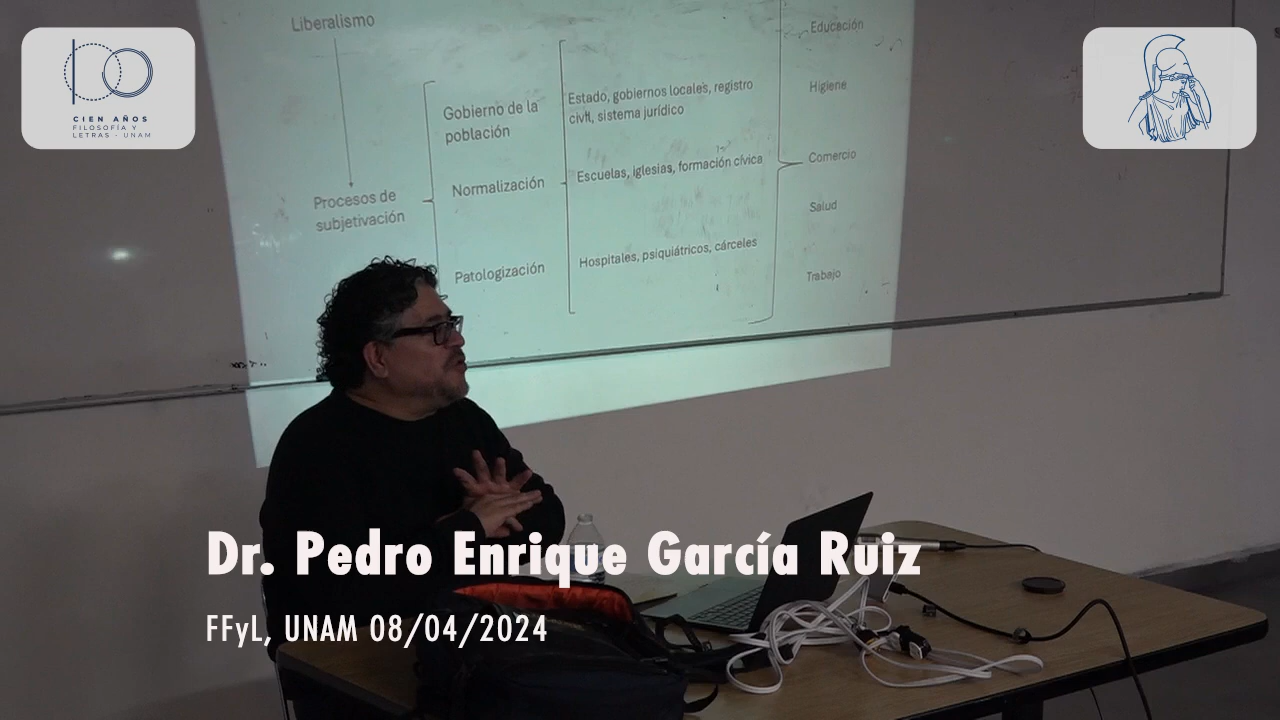 CIEN AÑOS
FILOSOFÍA Y
LETRAS - UNAM
Liberalismo
Procesos de
subjetivación
Gobierno de la
población
Normalización
Patologización
Estado, gobiernos locales, registro
civil, sistema jurídico
Escuelas, iglesias, formación cívica
Hospitales, psiquiátricos, cárceles
Educación
Higiene
Comercio
Salud
Trabajo
Dr. Pedro Enrique García Ruiz
FFyL, UNAM 08/04/2024